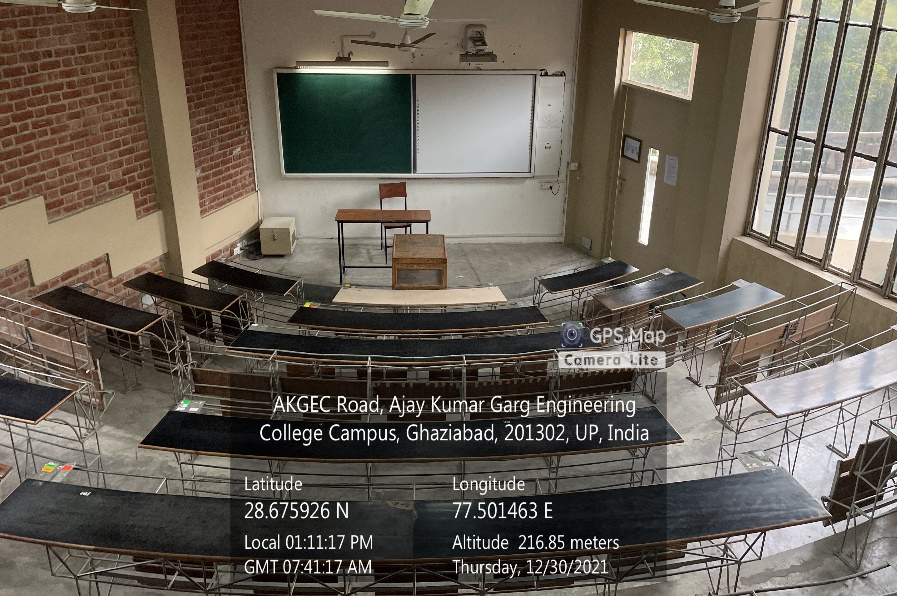 GPS Map
Camera Lite
AKGEC Road, Ajay Kumar Garg Engineering
College Campus, Ghaziabad, 201302, UP, India
Latitude
28.675926 N
Longitude
77.501463 E
Local 01:11:17 PM
GMT 07:41:17 AM
Altitude 216.85 meters
Thursday, 12/30/2021